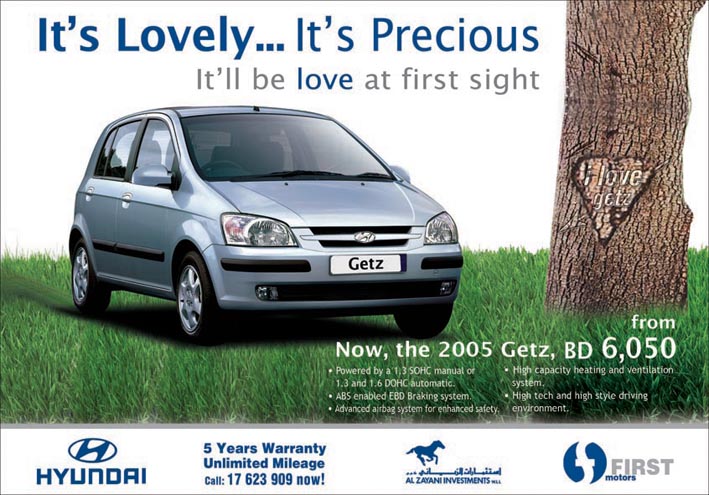 It's Lovely... It's Precious
It'll be love at first sight
i love
getz
Getz
from
Now, the 2005 Getz, BD 6,050
• Powered by a 1.3 SOHC manual or
1.3 and 1.6 DOHC automatic.
• ABS enabled EBD Braking system.
• Advanced airbag system for enhanced safety.
• High capacity heating and ventilation
system.
• High tech and high style driving
environment.
HYUNDAI
5 Years Warranty
Unlimited Mileage
Call: 17 623 909 now!
إستثمارات الزيـــاني ذ.م.م
AL ZAYANI INVESTMENTS W.L.L
FIRST
motors